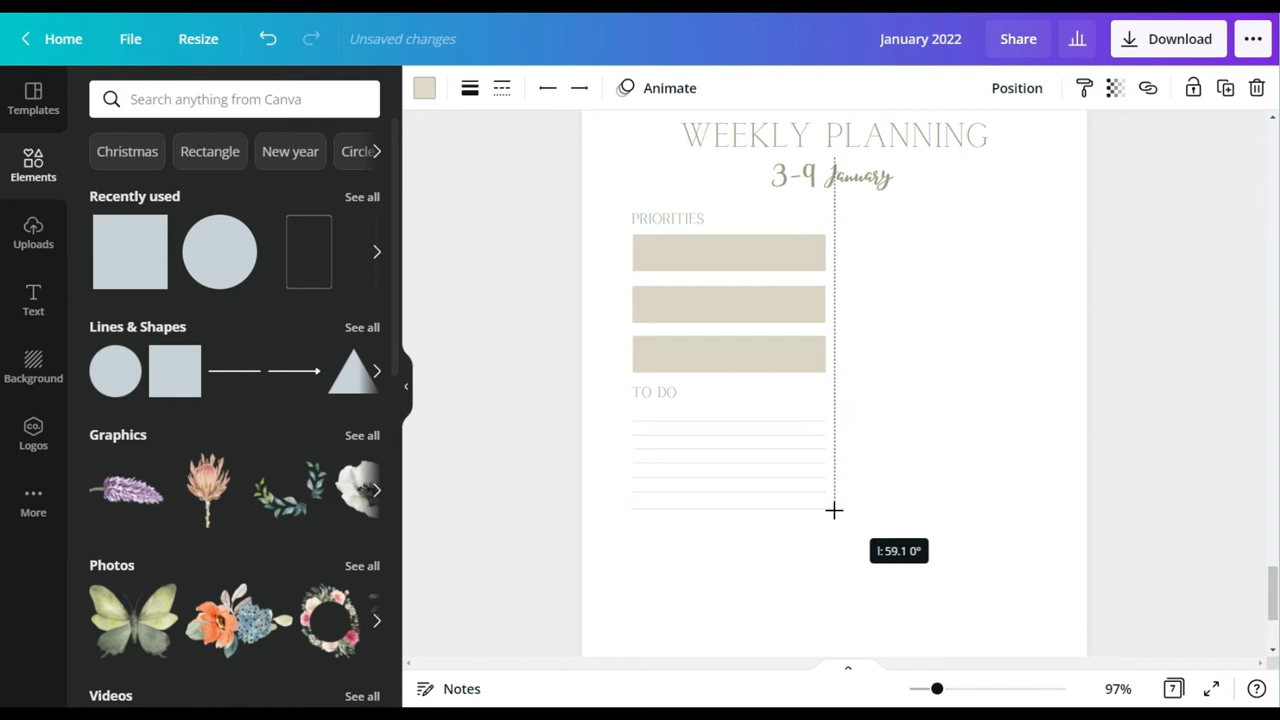 Home File Resize Unsaved changes January 2022 Share Download
Templates
Elements
Uploads
Text
Background
CO.
Logos
More
Search anything from Canva
Christmas Rectangle New year Circle
Recently used See all
Lines & Shapes See all
Graphics See all
Photos See all
Videos See all
Animate Position
WEEKLY PLANNING
3-9 January
PRIORITIES
TO DO
l: 59.1 0°
Notes 97% 7 ?